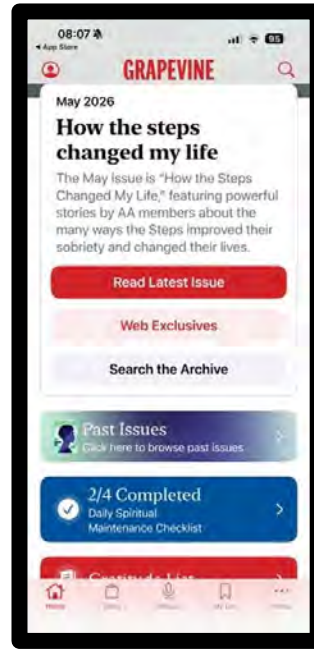 08:07
95
App Store
GRAPEVINE
May 2026
How the steps
changed my life
The May Issue is “How the Steps
Changed My Life,” featuring powerful
stories by AA members about the
many ways the Steps improved their
sobriety and changed their lives.
Read Latest Issue
Web Exclusives
Search the Archive
Past Issues
Click here to browse past issues
2/4 Completed
Daily Spiritual
Maintenance Checklist
Gratitude List
Home